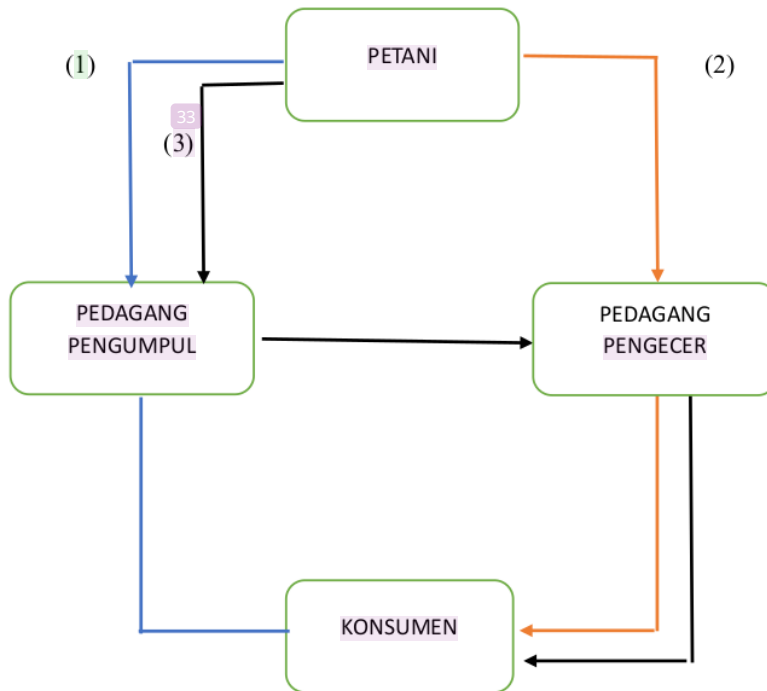 PETANI
(1)
(2)
33
(3)
PEDAGANG
PENGUMPUL
PEDAGANG
PENGECER
KONSUMEN